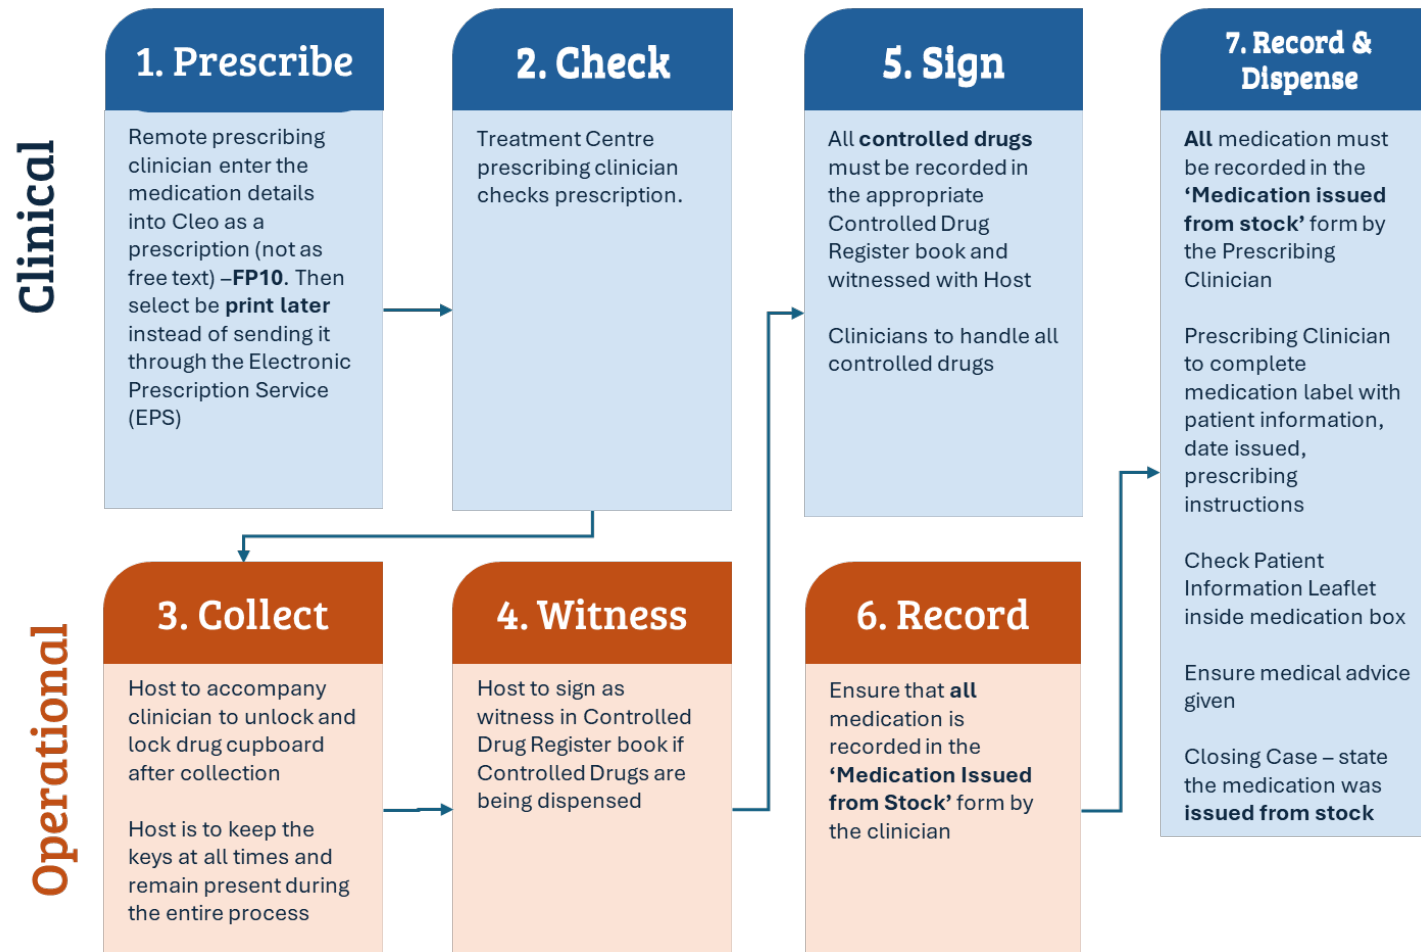 Clinical
1. Prescribe
Remote prescribing
clinician enter the
medication details
into Cleo as a
prescription (not as
free text) –FP10. Then
select be print later
instead of sending it
through the Electronic
Prescription Service
(EPS)
2. Check
Treatment Centre
prescribing clinician
checks prescription.
Operational
3. Collect
Host to accompany
clinician to unlock and
lock drug cupboard
after collection
Host is to keep the
keys at all times and
remain present during
the entire process
4. Witness
Host to sign as
witness in Controlled
Drug Register book if
Controlled Drugs are
being dispensed
5. Sign
All controlled drugs
must be recorded in
the appropriate
Controlled Drug
Register book and
witnessed with Host
Clinicians to handle all
controlled drugs
6. Record
Ensure that all
medication is
recorded in the
‘Medication Issued
from Stock’ form by
the clinician
7. Record &
Dispense
All medication must
be recorded in the
‘Medication issued
from stock’ form by
the Prescribing
Clinician
Prescribing Clinician
to complete
medication label with
patient information,
date issued,
prescribing
instructions
Check Patient
Information Leaflet
inside medication box
Ensure medical advice
given
Closing Case – state
the medication was
issued from stock